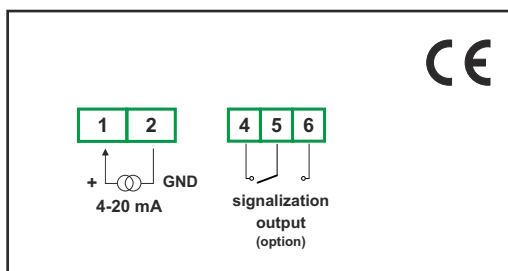 CE
1 2
4 5 6
+ GND
4-20 mA
signalization
output
(option)